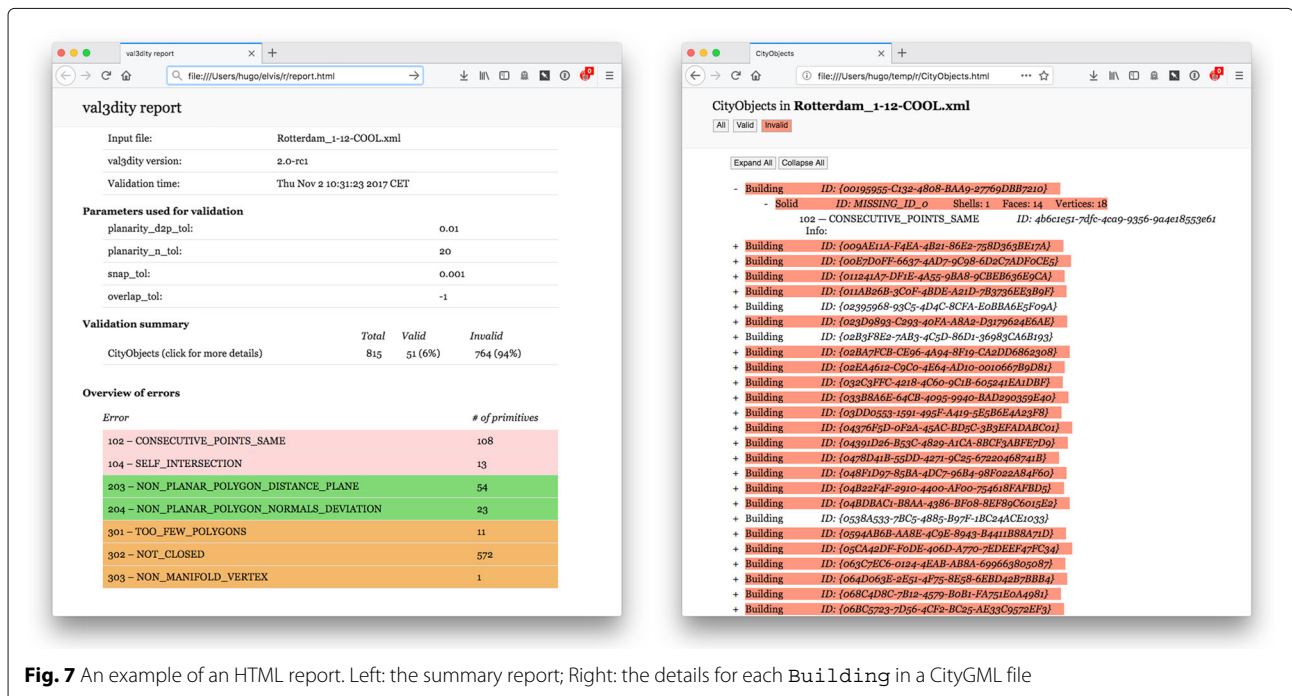 val3dity report
file:///Users/hugo/elvis/r/report.html
val3dity report
Input file: Rotterdam_1-12-COOL.xml
val3dity version: 2.0-rc1
Validation time: Thu Nov 2 10:31:23 2017 CET
Parameters used for validation
planarity_d2p_tol: 0.01
planarity_n_tol: 20
snap_tol: 0.001
overlap_tol: -1
Validation summary
Total Valid Invalid
CityObjects (click for more details) 815 51 (6%) 764 (94%)
Overview of errors
Error # of primitives
102 – CONSECUTIVE_POINTS_SAME 108
104 – SELF_INTERSECTION 13
203 – NON_PLANAR_POLYGON_DISTANCE_PLANE 54
204 – NON_PLANAR_POLYGON_NORMALS_DEVIATION 23
301 – TOO_FEW_POLYGONS 11
302 – NOT_CLOSED 572
303 – NON_MANIFOLD_VERTEX 1
CityObjects
file:///Users/hugo/temp/r/CityObjects.html
CityObjects in Rotterdam_1-12-COOL.xml
All Valid Invalid
Expand All Collapse All
- Building ID: {00195955-C132-4808-BAA9-27769DBB7210}
- Solid ID: MISSING_ID_0 Shells: 1 Faces: 14 Vertices: 18
102 — CONSECUTIVE_POINTS_SAME ID: 4b6c1e51-7dfc-4ca9-9356-9a4e18553e61
Info:
+ Building ID: {009AE11A-F4EA-4B21-86E2-758D363BE17A}
+ Building ID: {00E7D0FF-6637-4AD7-9C98-6D2C7ADF0CE5}
+ Building ID: {011241A7-DF1E-4A55-9BA8-9CBEB636E9CA}
+ Building ID: {011AB26B-3C0F-4BDE-A21D-7B3736EE3B9F}
+ Building ID: {02395968-93C5-4D4C-8CFA-E0BBA6E5F09A}
+ Building ID: {023D9893-C293-40FA-A8A2-D3179624E6AE}
+ Building ID: {02B3F8E2-7AB3-4C5D-86D1-36983CA6B193}
+ Building ID: {02BA7FCB-CE96-4A94-8F19-CA2DD6862308}
+ Building ID: {02EA4612-C9C0-4E64-AD10-0010667B9D81}
+ Building ID: {032C3FFC-4218-4C60-9C1B-605241EA1DBF}
+ Building ID: {033B8A6E-64CB-4095-9940-BAD290359E40}
+ Building ID: {03DD0553-1591-495F-A419-5E5B6E4A23F8}
+ Building ID: {04376F5D-0F2A-45AC-BD5C-3B3EFADABC01}
+ Building ID: {04391D26-B53C-4829-A1CA-8BCF3ABFE7D9}
+ Building ID: {0478D41B-55DD-4271-9C25-67220468741B}
+ Building ID: {048F1D97-85BA-4DC7-96B4-98F022A84F60}
+ Building ID: {04B22F4F-2910-4400-AF00-754618FAFBD5}
+ Building ID: {04BDBAC1-B8AA-4386-BF08-8EF89C6015E2}
+ Building ID: {0538A533-7BC5-4885-B97F-1BC24ACE1033}
+ Building ID: {0594AB6B-AA8E-4C9E-8943-B4411B88A71D}
+ Building ID: {05CA42DF-F0DE-406D-A770-7EDEEF47FC34}
+ Building ID: {063C7EC6-0124-4EAB-AB8A-699663805087}
+ Building ID: {064D063E-2E51-4F75-8E58-6EBD42B7BBB4}
+ Building ID: {068C4D8C-7B12-4579-B0B1-FA751E0A4981}
+ Building ID: {06BC5723-7D56-4CF2-BC25-AE33C9572EF3}
Fig. 7 An example of an HTML report. Left: the summary report; Right: the details for each Building in a CityGML file